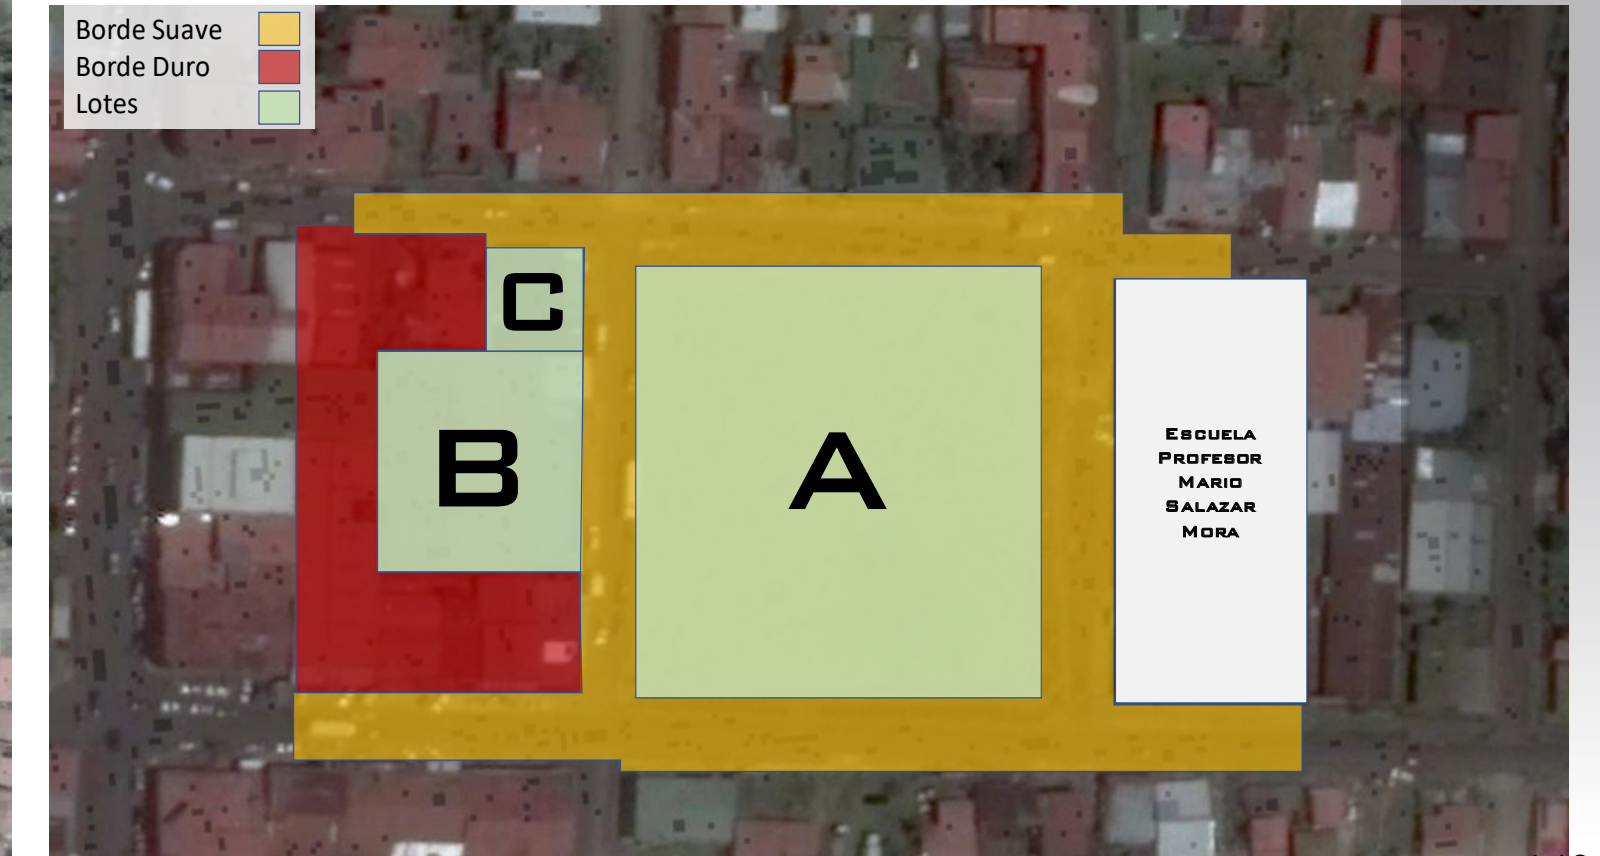 Borde Suave
Borde Duro
Lotes
C
B
A
Escuela
Profesor
Mario
Salazar
Mora